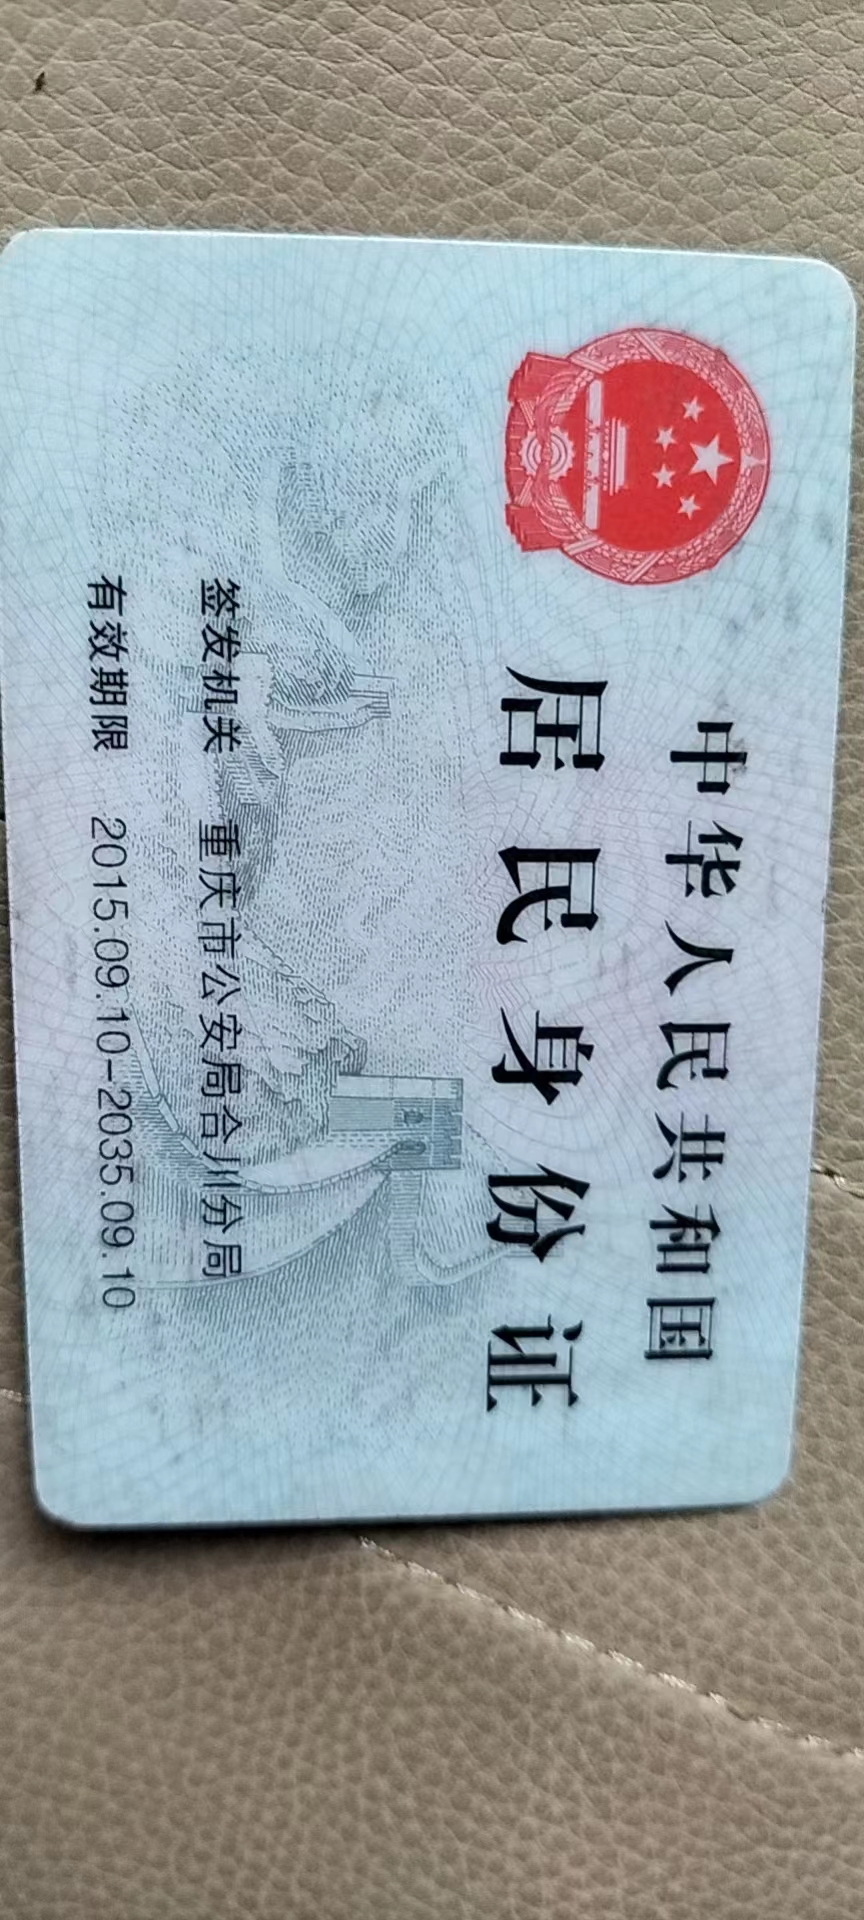 中华人民共和国
居民身份证
签发机关 重庆市公安局合川分局
有效期限 2015.09.10-2035.09.10